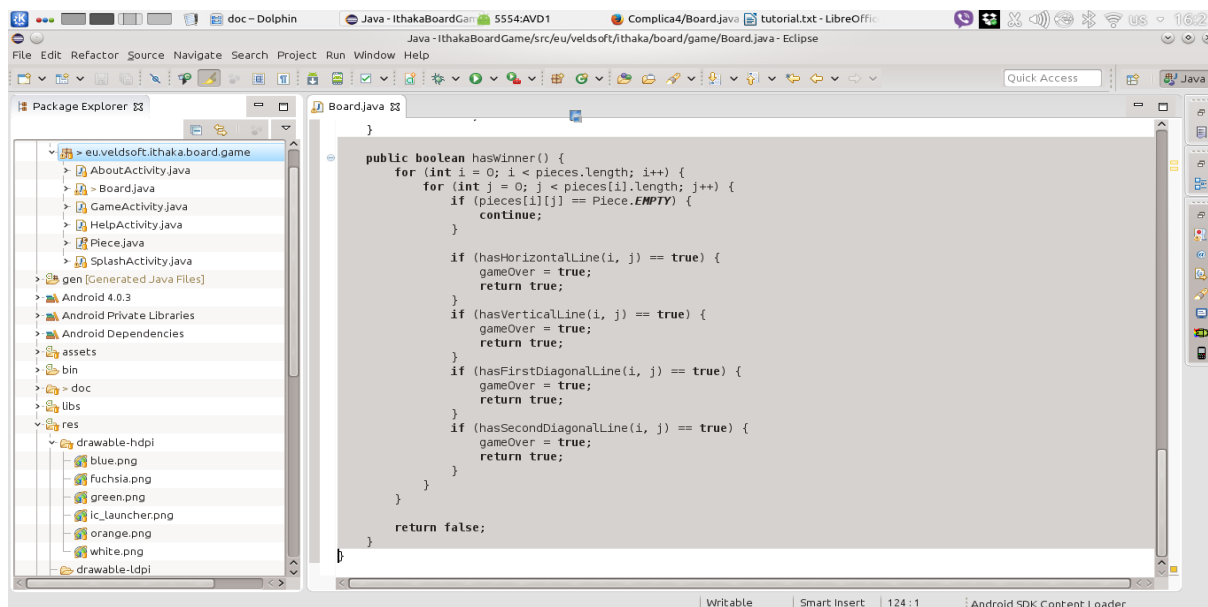 doc – Dolphin
Java - IthakaBoardGam
5554:AVD1
Complica4/Board.java
tutorial.txt - LibreOffic
us
16:2
Java - IthakaBoardGame/src/eu/veldsoft/ithaka/board/game/Board.java - Eclipse
File Edit Refactor Source Navigate Search Project Run Window Help
Quick Access
Java
Package Explorer
Board.java
> eu.veldsoft.ithaka.board.game
AboutActivity.java
> Board.java
GameActivity.java
HelpActivity.java
Piece.java
SplashActivity.java
gen [Generated Java Files]
Android 4.0.3
Android Private Libraries
Android Dependencies
assets
bin
> doc
libs
res
drawable-hdpi
blue.png
fuchsia.png
green.png
ic_launcher.png
orange.png
white.png
drawable-ldpi
}
public boolean hasWinner() {
for (int i = 0; i < pieces.length; i++) {
for (int j = 0; j < pieces[i].length; j++) {
if (pieces[i][j] == Piece.EMPTY) {
continue;
}
if (hasHorizontalLine(i, j) == true) {
gameOver = true;
return true;
}
if (hasVerticalLine(i, j) == true) {
gameOver = true;
return true;
}
if (hasFirstDiagonalLine(i, j) == true) {
gameOver = true;
return true;
}
if (hasSecondDiagonalLine(i, j) == true) {
gameOver = true;
return true;
}
}
}
return false;
}
}
Writable
Smart Insert
124 : 1
Android SDK Content Loader